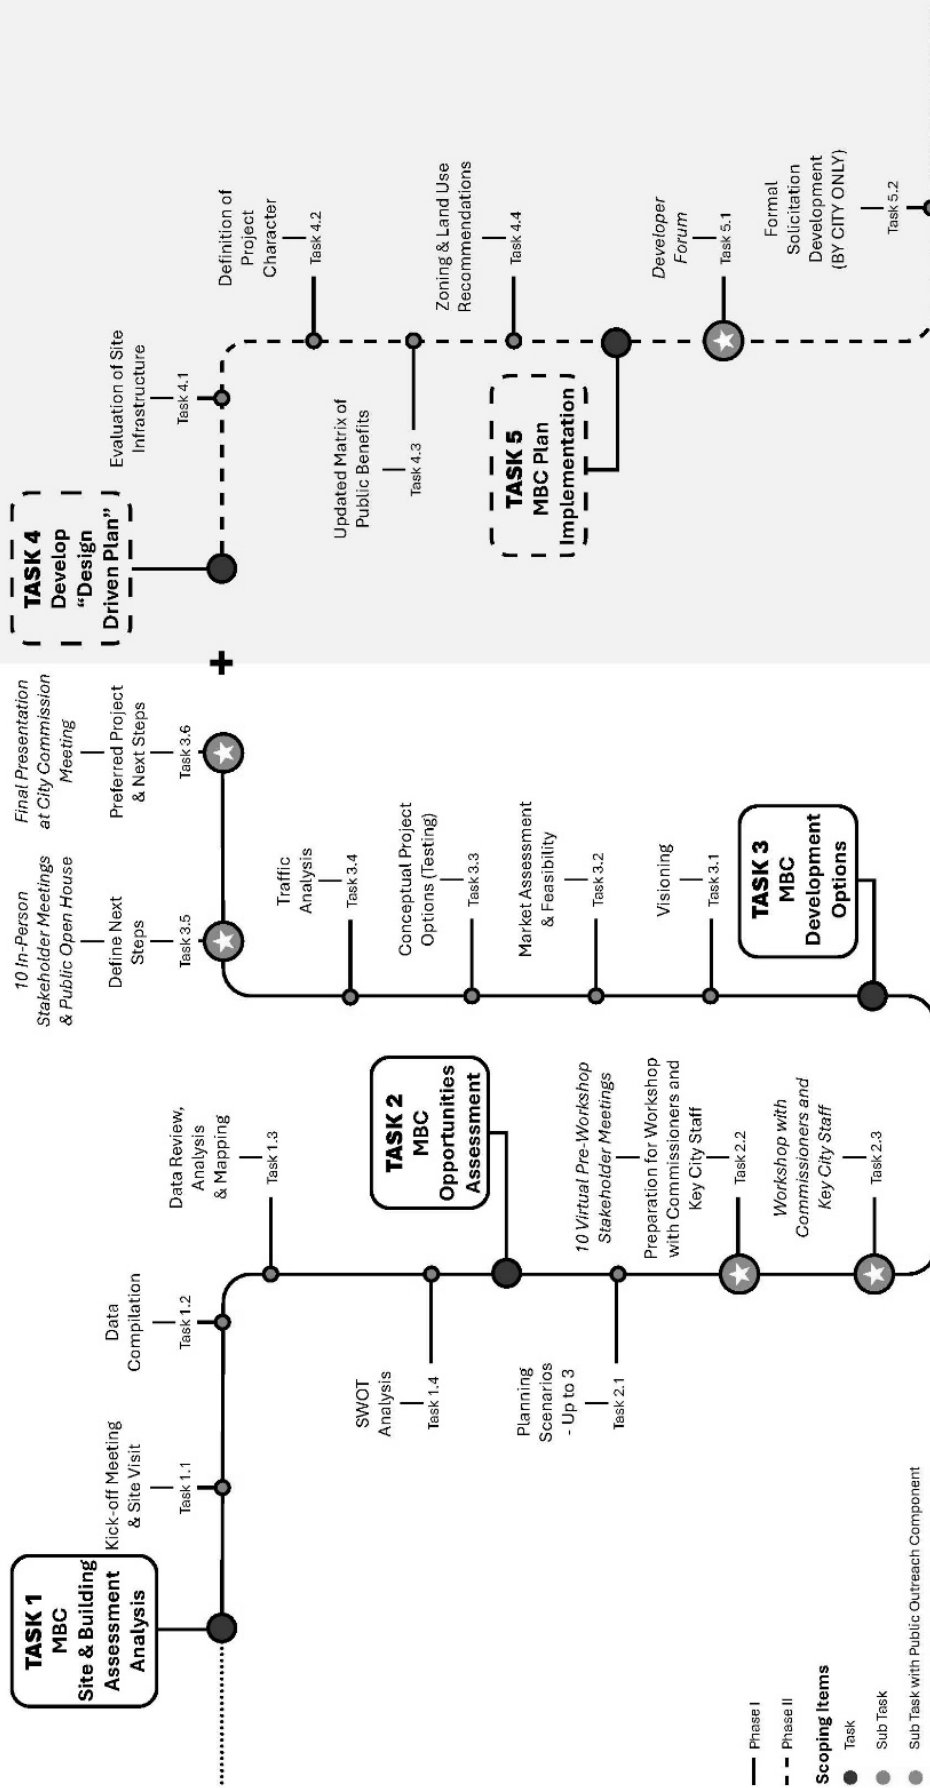 TASK 1
MBC
Site & Building
Assessment
Analysis
Kick-off Meeting
& Site Visit
Task 1.1
Data
Compilation
Task 1.2
Data Review,
Analysis
& Mapping
Task 1.3
SWOT
Analysis
Task 1.4
TASK 2
MBC
Opportunities
Assessment
Planning
Scenarios
- Up to 3
Task 2.1
10 Virtual Pre-Workshop
Stakeholder Meetings
Preparation for Workshop
with Commissioners and
Key City Staff
Task 2.2
Workshop with
Commissioners and
Key City Staff
Task 2.3
TASK 3
MBC
Development
Options
Visioning
Task 3.1
Market Assessment
& Feasibility
Task 3.2
Conceptual Project
Options (Testing)
Task 3.3
Traffic
Analysis
Task 3.4
10 In-Person
Stakeholder Meetings
& Public Open House
Define Next
Steps
Task 3.5
Final Presentation
at City Commission
Meeting
Preferred Project
& Next Steps
Task 3.6
+
TASK 4
Develop
“Design
Driven Plan”
Evaluation of Site
Infrastructure
Task 4.1
Definition of
Project
Character
Task 4.2
Updated Matrix of
Public Benefits
Task 4.3
Zoning & Land Use
Recommendations
Task 4.4
TASK 5
MBC Plan
Implementation
Developer
Forum
Task 5.1
Formal
Solicitation
Development
(BY CITY ONLY)
Task 5.2
Phase I
Phase II
Scoping Items
Task
Sub Task
Sub Task with Public Outreach Component